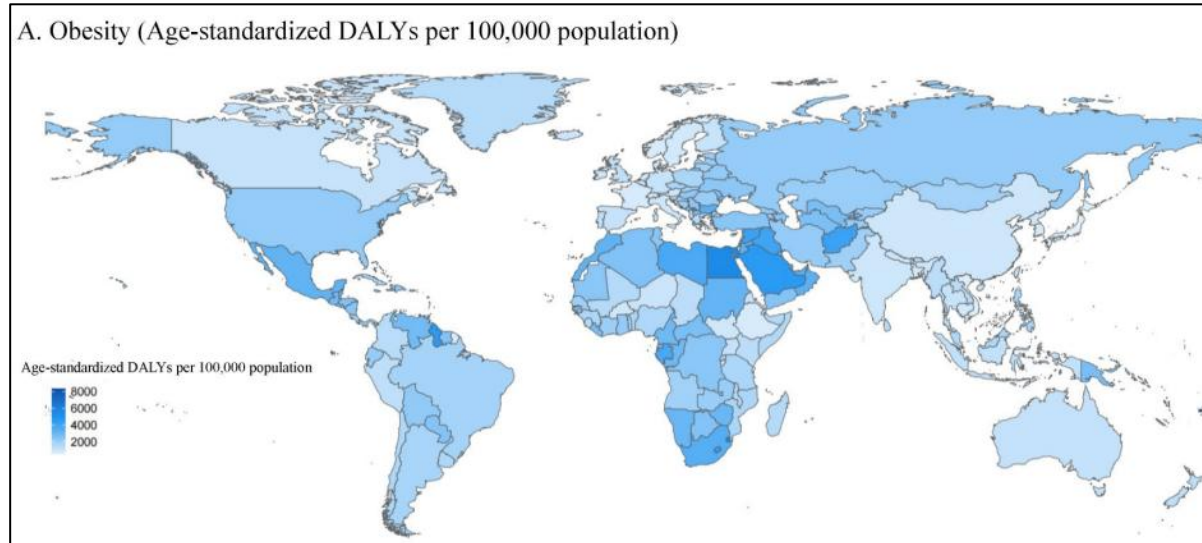 A. Obesity (Age-standardized DALYs per 100,000 population)
Age-standardized DALYs per 100,000 population
8000
6000
4000
2000